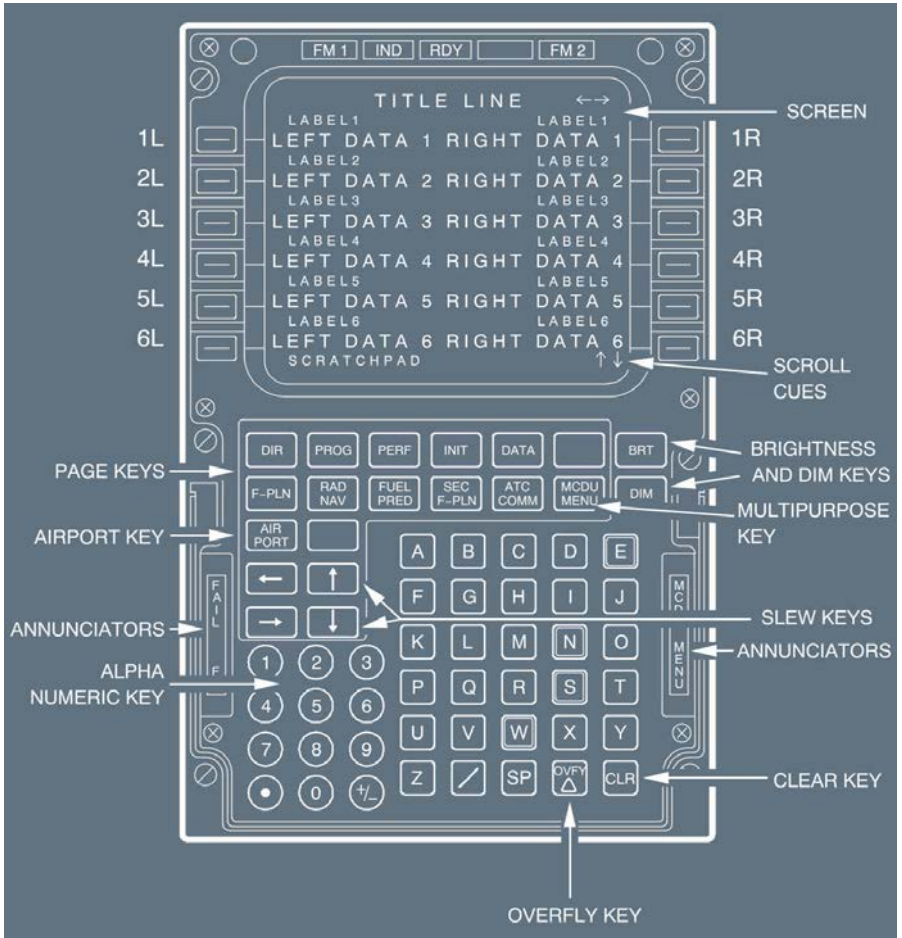 FM 1 IND RDY FM 2
TITLE LINE ←→
SCREEN
LABEL1 LABEL1
1L LEFT DATA 1 RIGHT DATA 1 1R
LABEL2 LABEL2
2L LEFT DATA 2 RIGHT DATA 2 2R
LABEL3 LABEL3
3L LEFT DATA 3 RIGHT DATA 3 3R
LABEL4 LABEL4
4L LEFT DATA 4 RIGHT DATA 4 4R
LABEL5 LABEL5
5L LEFT DATA 5 RIGHT DATA 5 5R
LABEL6 LABEL6
6L LEFT DATA 6 RIGHT DATA 6 6R
SCRATCHPAD ↑↓
SCROLL
CUES
DIR PROG PERF INIT DATA BRT
BRIGHTNESS
AND DIM KEYS
PAGE KEYS
F-PLN RAD NAV FUEL PRED SEC F-PLN ATC COMM MCDU MENU DIM
MULTIPURPOSE
KEY
AIRPORT KEY
AIR PORT
← ↑
→ ↓
SLEW KEYS
A B C D E
F G H I J
K L M N O
P Q R S T
U V W X Y
Z / SP OVFY △ CLR
FAIL
MENU
ANNUNCIATORS
ANNUNCIATORS
ALPHA
NUMERIC KEY
1 2 3
4 5 6
7 8 9
• 0 +/-
CLEAR KEY
OVERFLY KEY